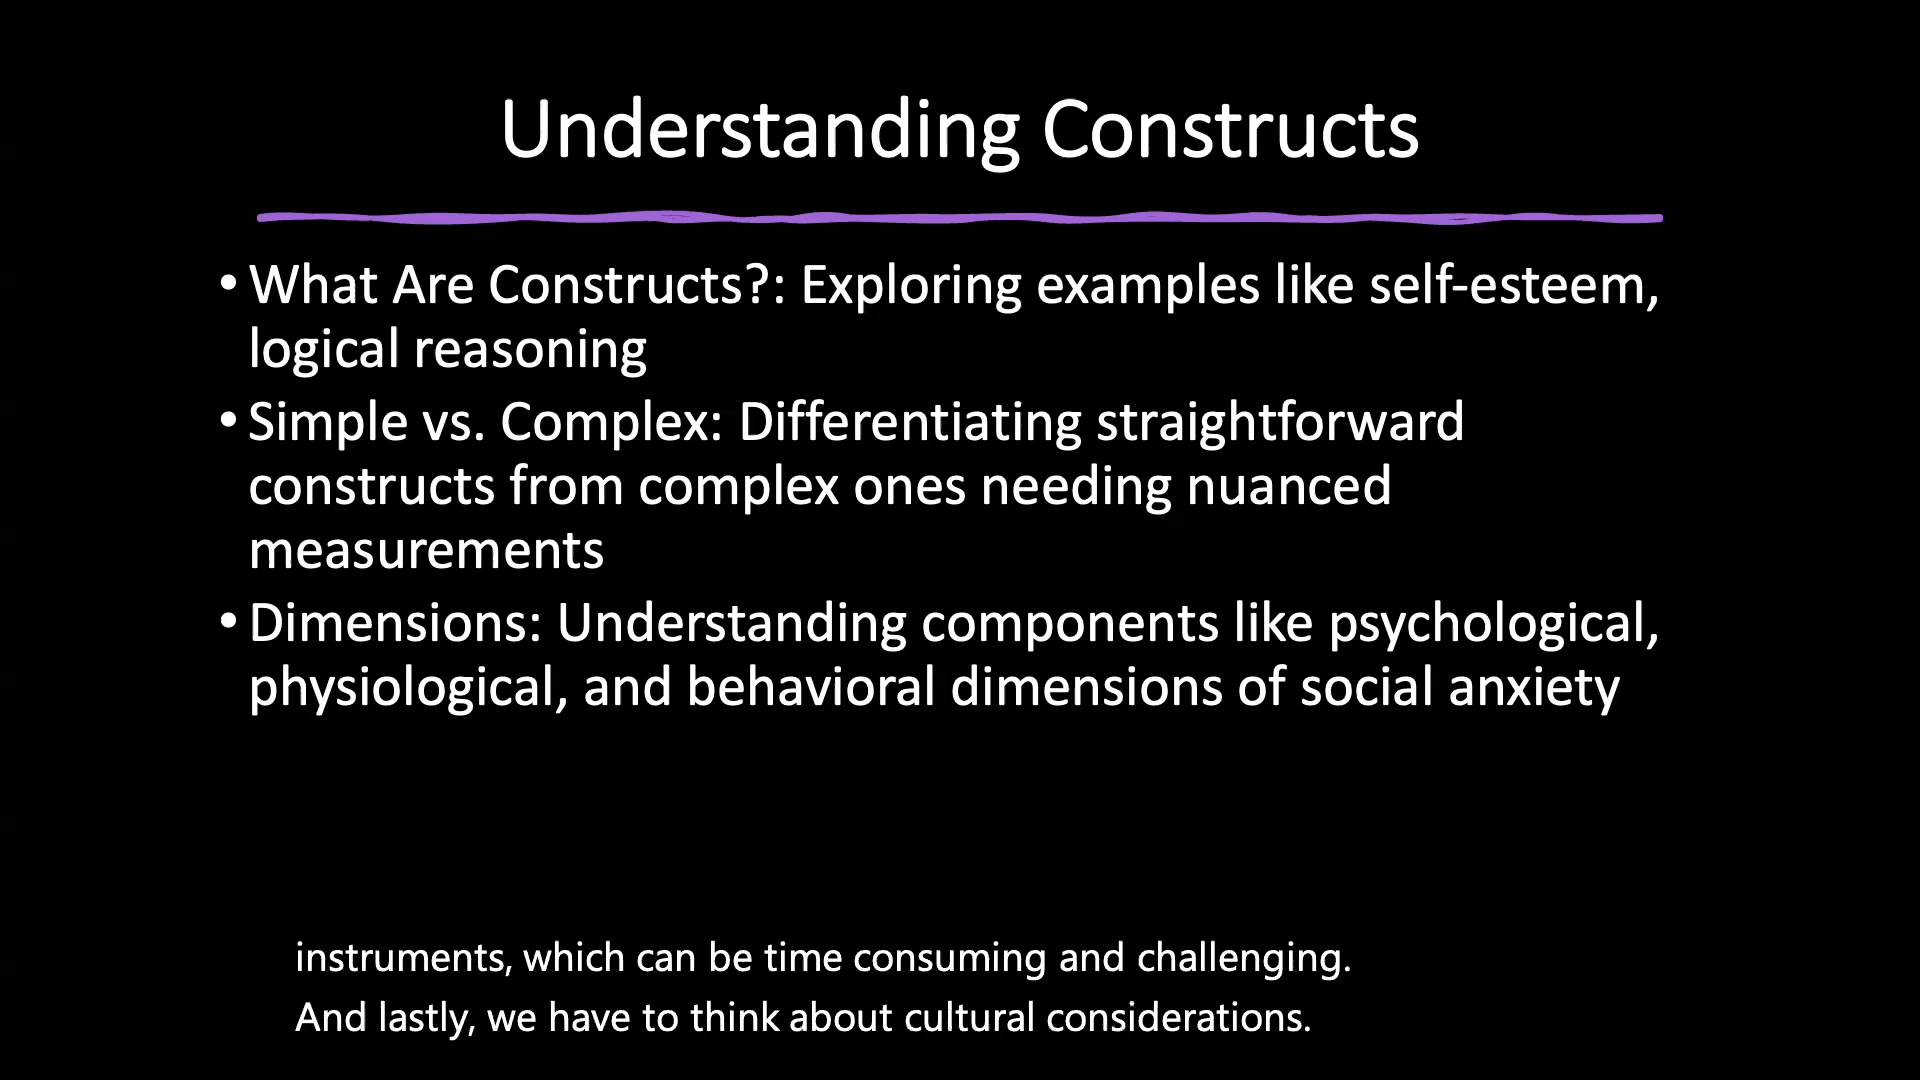 Understanding Constructs
• What Are Constructs?: Exploring examples like self-esteem,
logical reasoning
• Simple vs. Complex: Differentiating straightforward
constructs from complex ones needing nuanced
measurements
• Dimensions: Understanding components like psychological,
physiological, and behavioral dimensions of social anxiety
instruments, which can be time consuming and challenging.
And lastly, we have to think about cultural considerations.